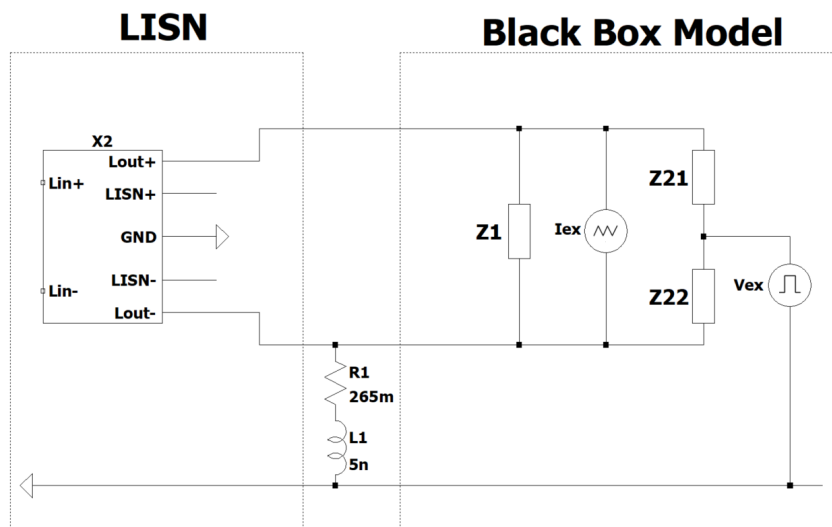 LISN
Black Box Model
X2
Lout+
Lin+
LISN+
GND
LISN-
Lin-
Lout-
Z1
Iex
Z21
Z22
Vex
R1
265m
L1
5n